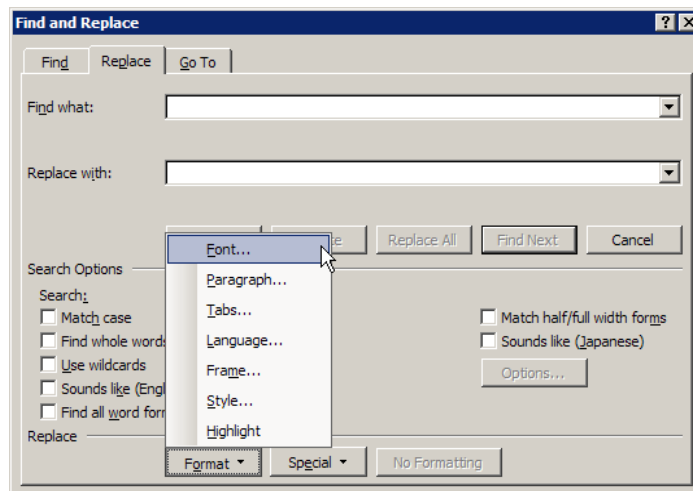 Find and Replace
Find Replace Go To
Find what:
Replace with:
Replace All Find Next Cancel
Search Options
Search:
Match case
Find whole words
Use wildcards
Sounds like (Engl
Find all word for
Match half/full width forms
Sounds like (Japanese)
Options...
Font...
Paragraph...
Tabs...
Language...
Frame...
Style...
Highlight
Replace
Format Special No Formatting